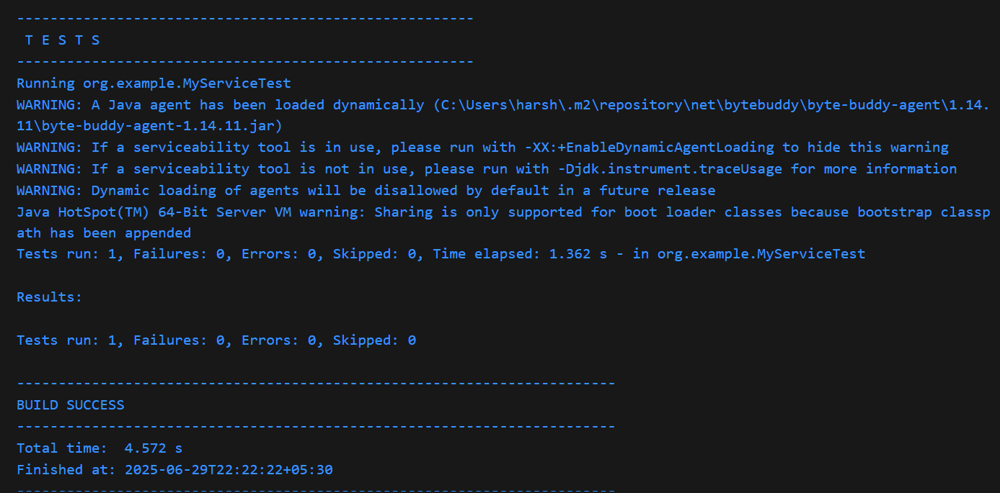 -------------------------------------------------------
 T E S T S
-------------------------------------------------------
Running org.example.MyServiceTest
WARNING: A Java agent has been loaded dynamically (C:\Users\harsh\.m2\repository\net\bytebuddy\byte-buddy-agent\1.14.
11\byte-buddy-agent-1.14.11.jar)
WARNING: If a serviceability tool is in use, please run with -XX:+EnableDynamicAgentLoading to hide this warning
WARNING: If a serviceability tool is not in use, please run with -Djdk.instrument.traceUsage for more information
WARNING: Dynamic loading of agents will be disallowed by default in a future release
Java HotSpot(TM) 64-Bit Server VM warning: Sharing is only supported for boot loader classes because bootstrap classp
ath has been appended
Tests run: 1, Failures: 0, Errors: 0, Skipped: 0, Time elapsed: 1.362 s - in org.example.MyServiceTest

Results:

Tests run: 1, Failures: 0, Errors: 0, Skipped: 0

------------------------------------------------------------------------
BUILD SUCCESS
------------------------------------------------------------------------
Total time:  4.572 s
Finished at: 2025-06-29T22:22:22+05:30
------------------------------------------------------------------------